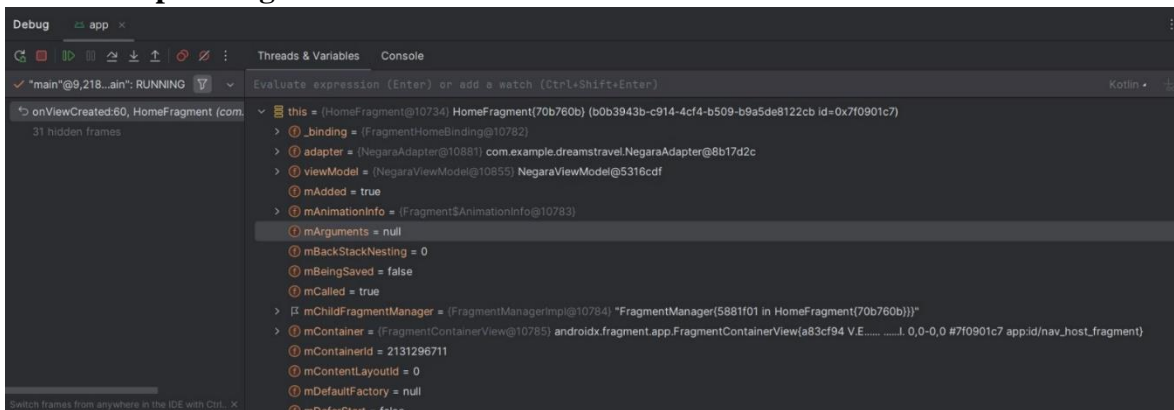 Debug app
Threads & Variables Console
"main"@9,218...ain": RUNNING
Evaluate expression (Enter) or add a watch (Ctrl+Shift+Enter) Kotlin
onViewCreated:60, HomeFragment (com.
31 hidden frames
this = {HomeFragment@10734} HomeFragment{70b760b} (b0b3943b-c914-4cf4-b509-b9a5de8122cb id=0x7f0901c7)
_binding = {FragmentHomeBinding@10782}
adapter = {NegaraAdapter@10881} com.example.dreamstravel.NegaraAdapter@8b17d2c
viewModel = {NegaraViewModel@10855} NegaraViewModel@5316cdf
mAdded = true
mAnimationInfo = {Fragment$AnimationInfo@10783}
mArguments = null
mBackStackNesting = 0
mBeingSaved = false
mCalled = true
mChildFragmentManager = {FragmentManagerImpl@10784} "FragmentManager{5881f01 in HomeFragment{70b760b}}}"
mContainer = {FragmentContainerView@10785} androidx.fragment.app.FragmentContainerView{a83cf94 V.E...... ......I. 0,0-0,0 #7f0901c7 app:id/nav_host_fragment}
mContainerId = 2131296711
mContentLayoutId = 0
mDefaultFactory = null
Switch frames from anywhere in the IDE with Ctrl..